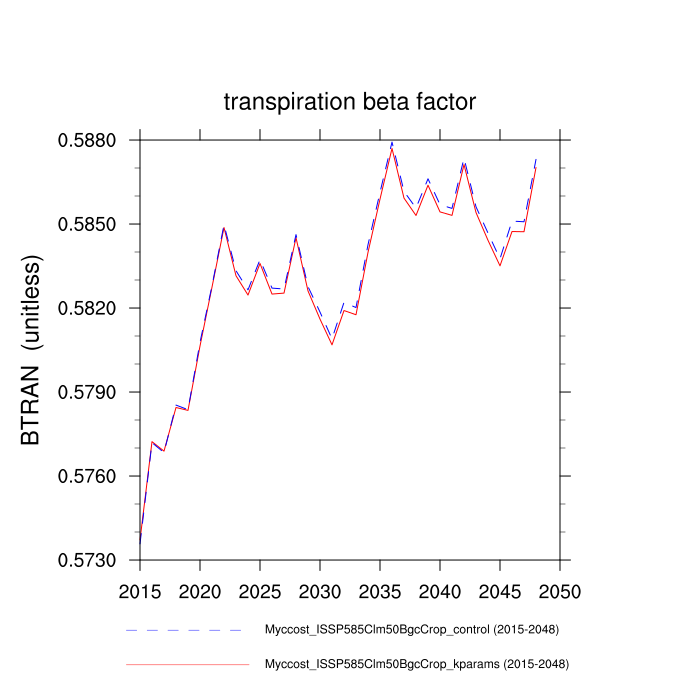 transpiration beta factor
BTRAN (unitless)
0.5880
0.5850
0.5820
0.5790
0.5760
0.5730
2015 2020 2025 2030 2035 2040 2045 2050
Myccost_ISSP585Clm50BgcCrop_control (2015-2048)
Myccost_ISSP585Clm50BgcCrop_kparams (2015-2048)